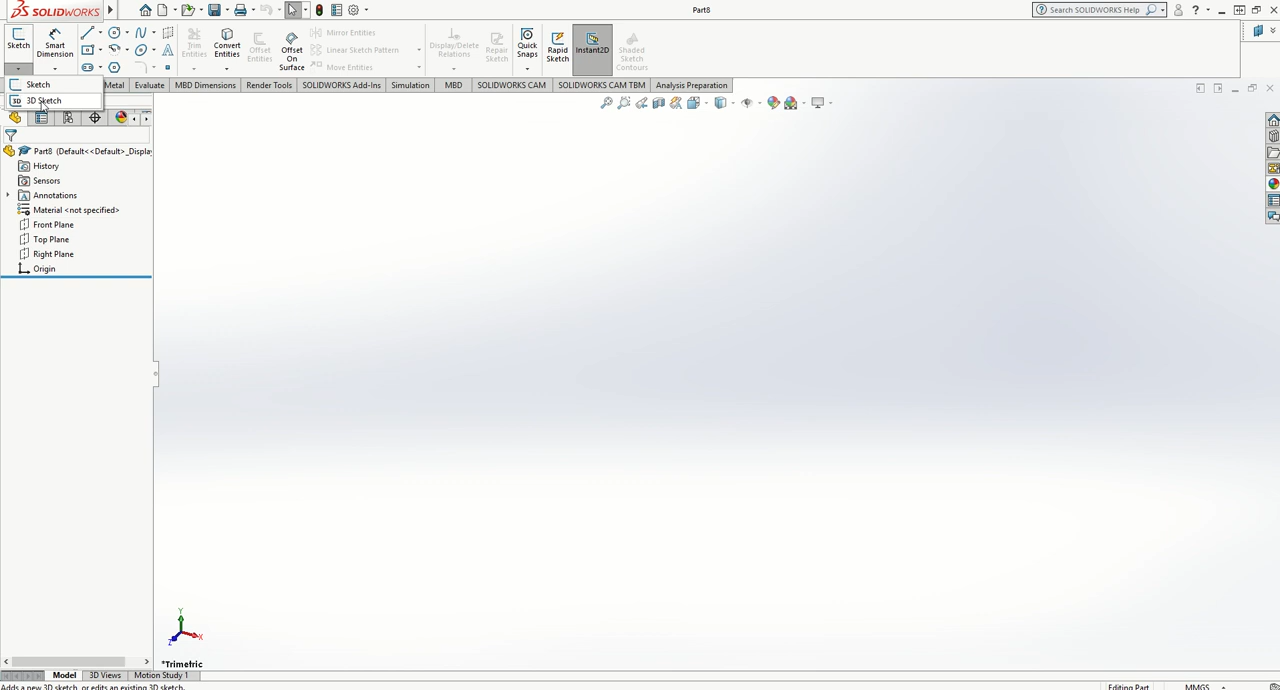 SOLIDWORKS
Part8
Search SOLIDWORKS Help
Sketch
Smart Dimension
Trim Entities
Convert Entities
Offset Entities
Offset On Surface
Mirror Entities
Linear Sketch Pattern
Move Entities
Display/Delete Relations
Repair Sketch
Quick Snaps
Rapid Sketch
Instant2D
Shaded Sketch Contours
Metal
Evaluate
MBD Dimensions
Render Tools
SOLIDWORKS Add-Ins
Simulation
MBD
SOLIDWORKS CAM
SOLIDWORKS CAM TBM
Analysis Preparation
Sketch
3D 3D Sketch
Part8 (Default<<Default>_Display
History
Sensors
Annotations
Material <not specified>
Front Plane
Top Plane
Right Plane
Origin
Y
X
Z
*Trimetric
Model
3D Views
Motion Study 1
Adds a new 3D sketch, or edits an existing 3D sketch.
Editing Part
MMGS